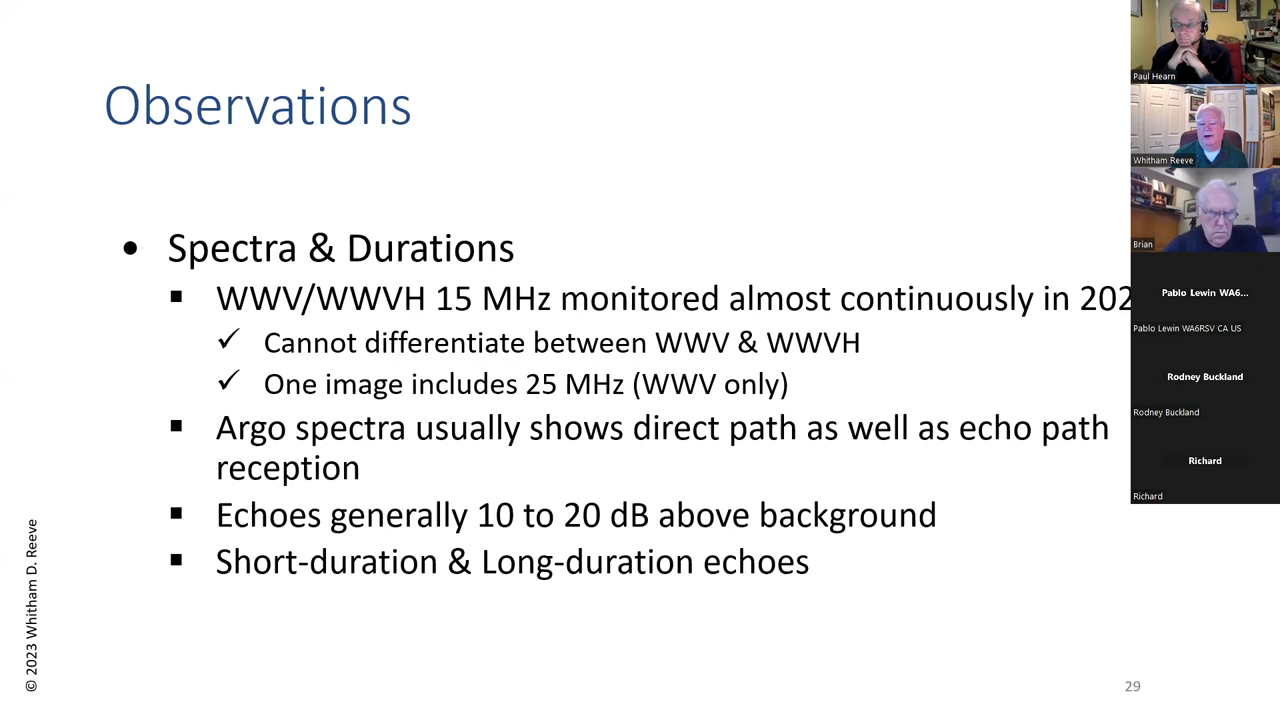 Observations
• Spectra & Durations
▪ WWV/WWVH 15 MHz monitored almost continuously in 202
✓ Cannot differentiate between WWV & WWVH
✓ One image includes 25 MHz (WWV only)
▪ Argo spectra usually shows direct path as well as echo path
reception
▪ Echoes generally 10 to 20 dB above background
▪ Short-duration & Long-duration echoes
© 2023 Whitham D. Reeve
29
Paul Hearn
Whitham Reeve
Brian
Pablo Lewin WA6...
Pablo Lewin WA6RSV CA US
Rodney Buckland
Rodney Buckland
Richard
Richard